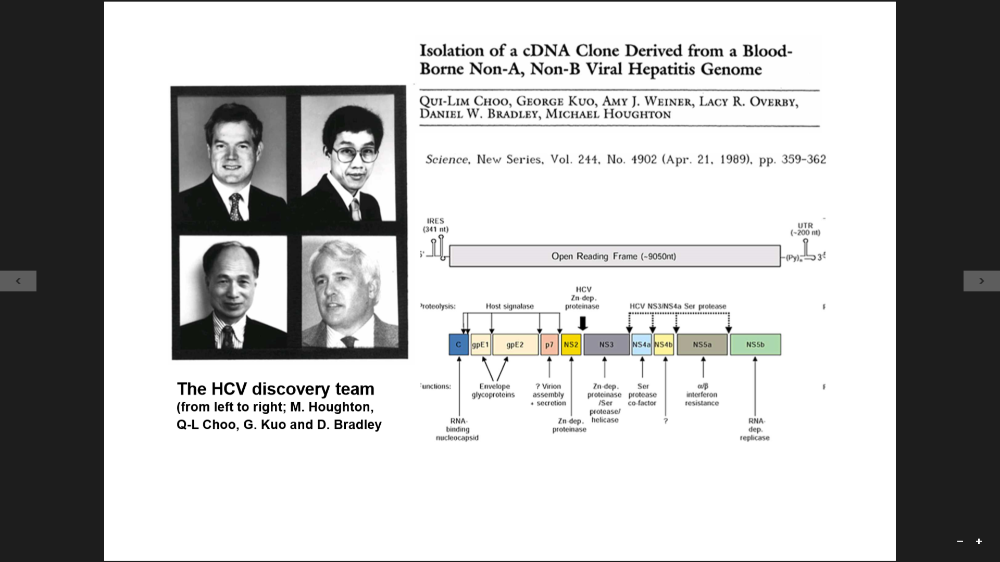 Isolation of a cDNA Clone Derived from a Blood-
Borne Non-A, Non-B Viral Hepatitis Genome
QUI-LIM CHOO, GEORGE KUO, AMY J. WEINER, LACY R. OVERBY,
DANIEL W. BRADLEY, MICHAEL HOUGHTON
Science, New Series, Vol. 244, No. 4902 (Apr. 21, 1989), pp. 359-362
The HCV discovery team
(from left to right; M. Houghton,
Q-L Choo, G. Kuo and D. Bradley
IRES
(341 nt)
UTR
(~200 nt)
5'
Open Reading Frame (~9050nt)
(Py)n
3'
HCV
Zn-dep.
proteinase
roteolysis:
Host signalase
HCV NS3/NS4a Ser protease
C
gpE1
gpE2
p7
NS2
NS3
NS4a
NS4b
NS5a
NS5b
unctions:
Envelope
glycoproteins
? Virion
assembly
+ secretion
Zn-dep.
proteinase
/Ser
protease/
helicase
Ser
protease
co-factor
α/β
interferon
resistance
RNA-
binding
nucleocapsid
Zn-dep.
proteinase
?
RNA-
dep.
replicase